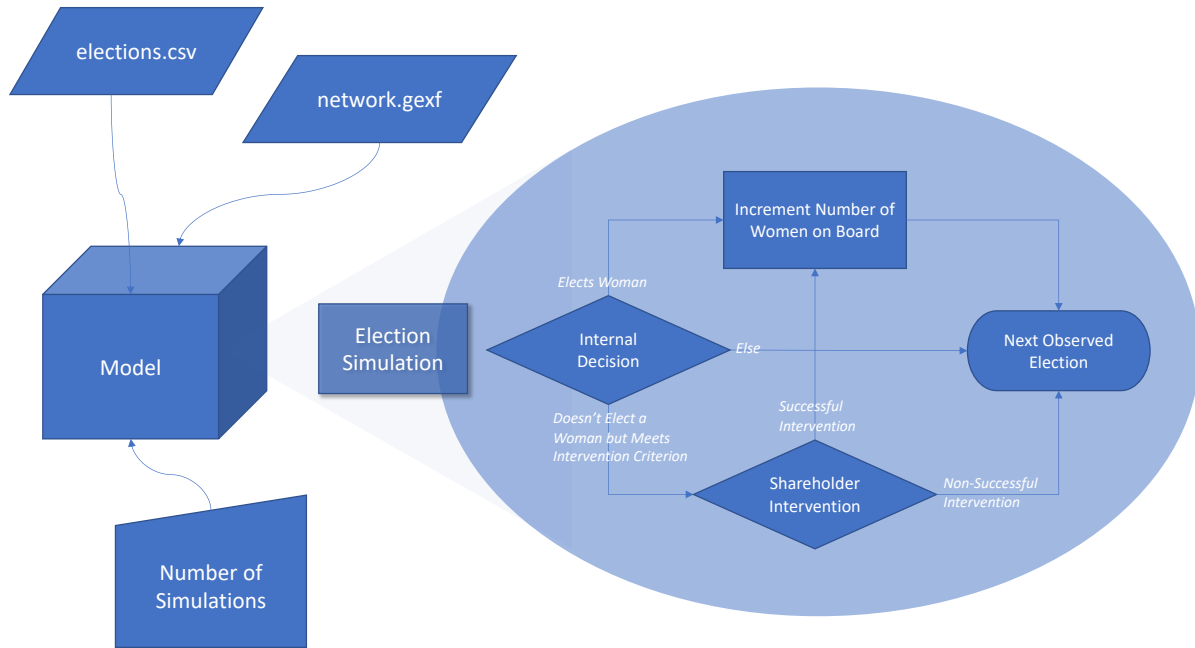 elections.csv
network.gexf
Model
Number of
Simulations
Election
Simulation
Increment Number of
Women on Board
Elects Woman
Internal
Decision
Else
Next Observed
Election
Doesn't Elect a
Woman but Meets
Intervention Criterion
Successful
Intervention
Shareholder
Intervention
Non-Successful
Intervention